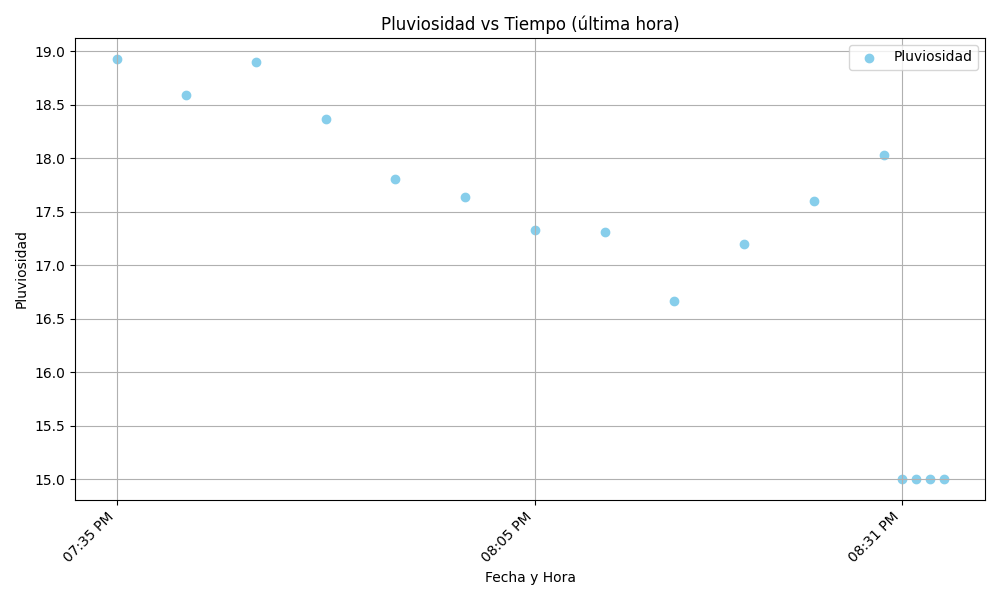 Pluviosidad vs Tiempo (última hora)
Pluviosidad
19.0
18.5
18.0
17.5
17.0
16.5
16.0
15.5
15.0
Pluviosidad
07:35 PM
08:05 PM
08:31 PM
Fecha y Hora